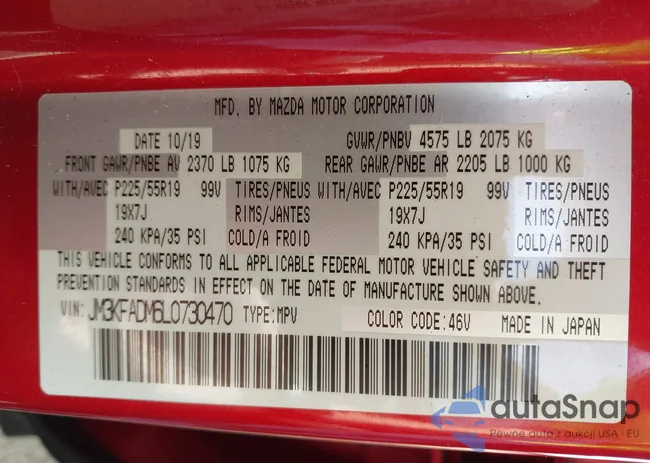 MFD. BY MAZDA MOTOR CORPORATION
DATE 10/19 GVWR/PNBV 4575 LB 2075 KG
FRONT GAWR/PNBE AV 2370 LB 1075 KG REAR GAWR/PNBE AR 2205 LB 1000 KG
WITH/AVEC P225/55R19 99V TIRES/PNEUS WITH/AVEC P225/55R19 99V TIRES/PNEUS
19X7J RIMS/JANTES 19X7J RIMS/JANTES
240 KPA/35 PSI COLD/A FROID 240 KPA/35 PSI COLD/A FROID
THIS VEHICLE CONFORMS TO ALL APPLICABLE FEDERAL MOTOR VEHICLE SAFETY AND THEFT
PREVENTION STANDARDS IN EFFECT ON THE DATE OF MANUFACTURE SHOWN ABOVE.
VIN: JM3KFADM6L0730470 TYPE:MPV COLOR CODE:46V MADE IN JAPAN
autoSnap
Pewne auto z aukcji USA i EU